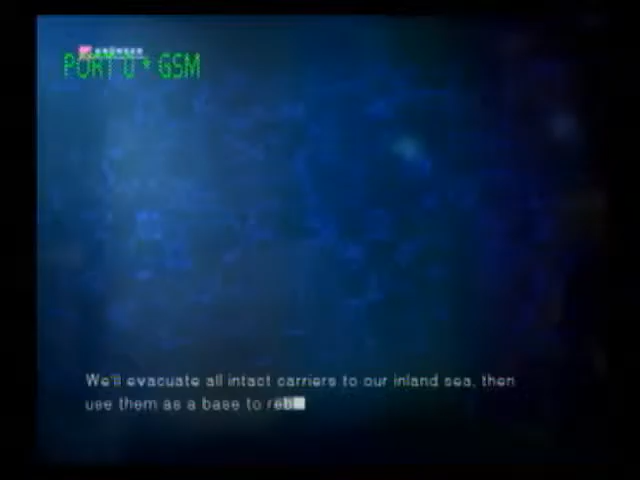 PORT 0 * GSM
We'll evacuate all intact carriers to our inland sea, then
use them as a base to reb